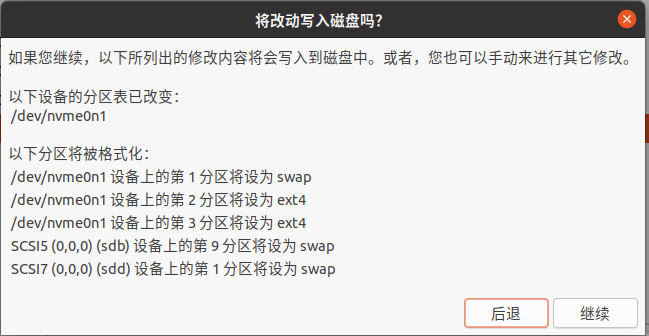 将改动写入磁盘吗？
如果您继续，以下所列出的修改内容将会写入到磁盘中。或者，您也可以手动来进行其它修改。
以下设备的分区表已改变：
/dev/nvme0n1
以下分区将被格式化：
/dev/nvme0n1 设备上的第 1 分区将设为 swap
/dev/nvme0n1 设备上的第 2 分区将设为 ext4
/dev/nvme0n1 设备上的第 3 分区将设为 ext4
SCSI5 (0,0,0) (sdb) 设备上的第 9 分区将设为 swap
SCSI7 (0,0,0) (sdd) 设备上的第 1 分区将设为 swap
后退
继续